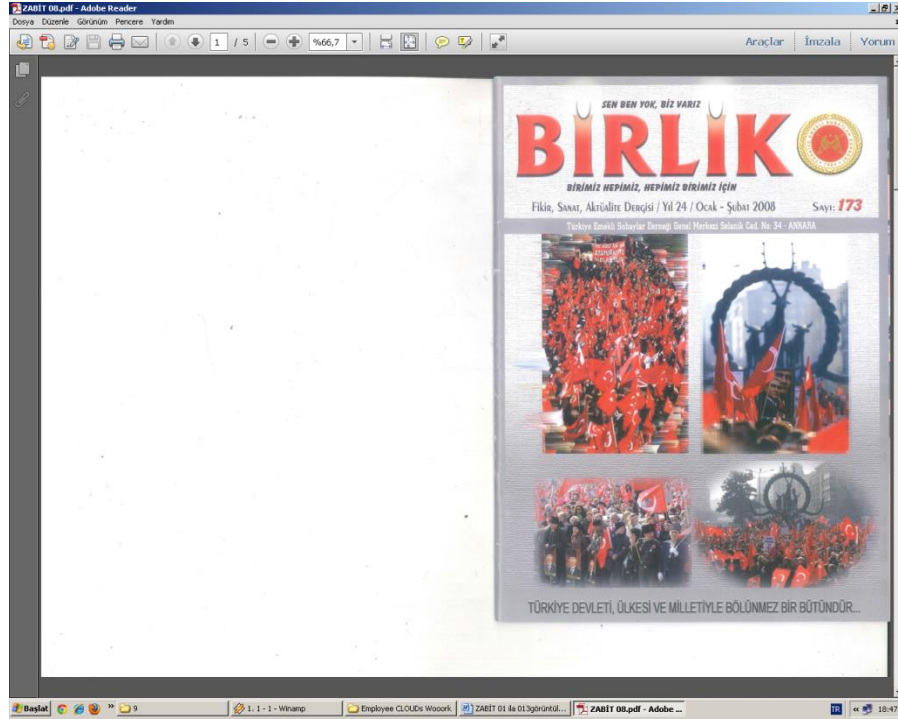 ZABİT 08.pdf - Adobe Reader
Dosya Düzenle Görünüm Pencere Yardım
1 / 5 %66,7 Araçlar İmzala Yorum
SEN BEN YOK, BİZ VARIZ
BİRLİK
BİRİMİZ HEPİMİZ, HEPİMİZ BİRİMİZ İÇİN
Fikir, Sanat, Aktüalite Dergisi / Yıl 24 / Ocak - Şubat 2008 Sayı: 173
Türkiye Emekli Subaylar Derneği Genel Merkezi Selanik Cad. No: 34 - ANKARA
TÜRKİYE DEVLETİ, ÜLKESİ VE MİLLETİYLE BÖLÜNMEZ BİR BÜTÜNDÜR...
Başlat » 9 1. 1 - 1 - Winamp Employee CLOUDs Wooork ZABİT 01 ila 013görüntül... ZABİT 08.pdf - Adobe ... TR « 18:47